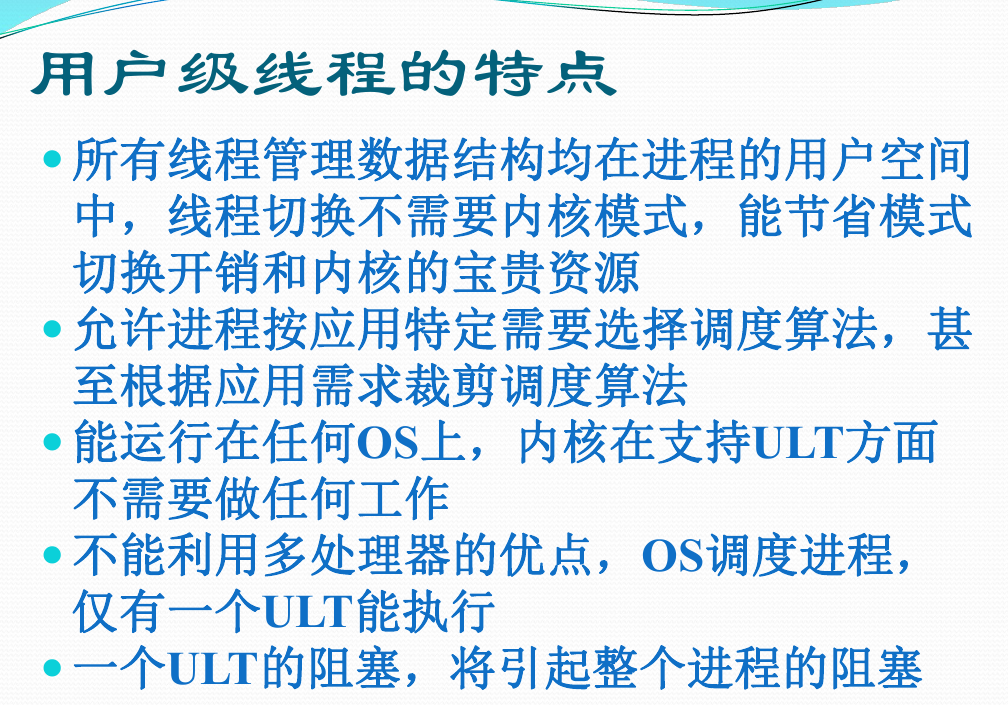 用户级线程的特点
所有线程管理数据结构均在进程的用户空间
中，线程切换不需要内核模式，能节省模式
切换开销和内核的宝贵资源
允许进程按应用特定需要选择调度算法，甚
至根据应用需求裁剪调度算法
能运行在任何OS上，内核在支持ULT方面
不需要做任何工作
不能利用多处理器的优点，OS调度进程，
仅有一个ULT能执行
一个ULT的阻塞，将引起整个进程的阻塞